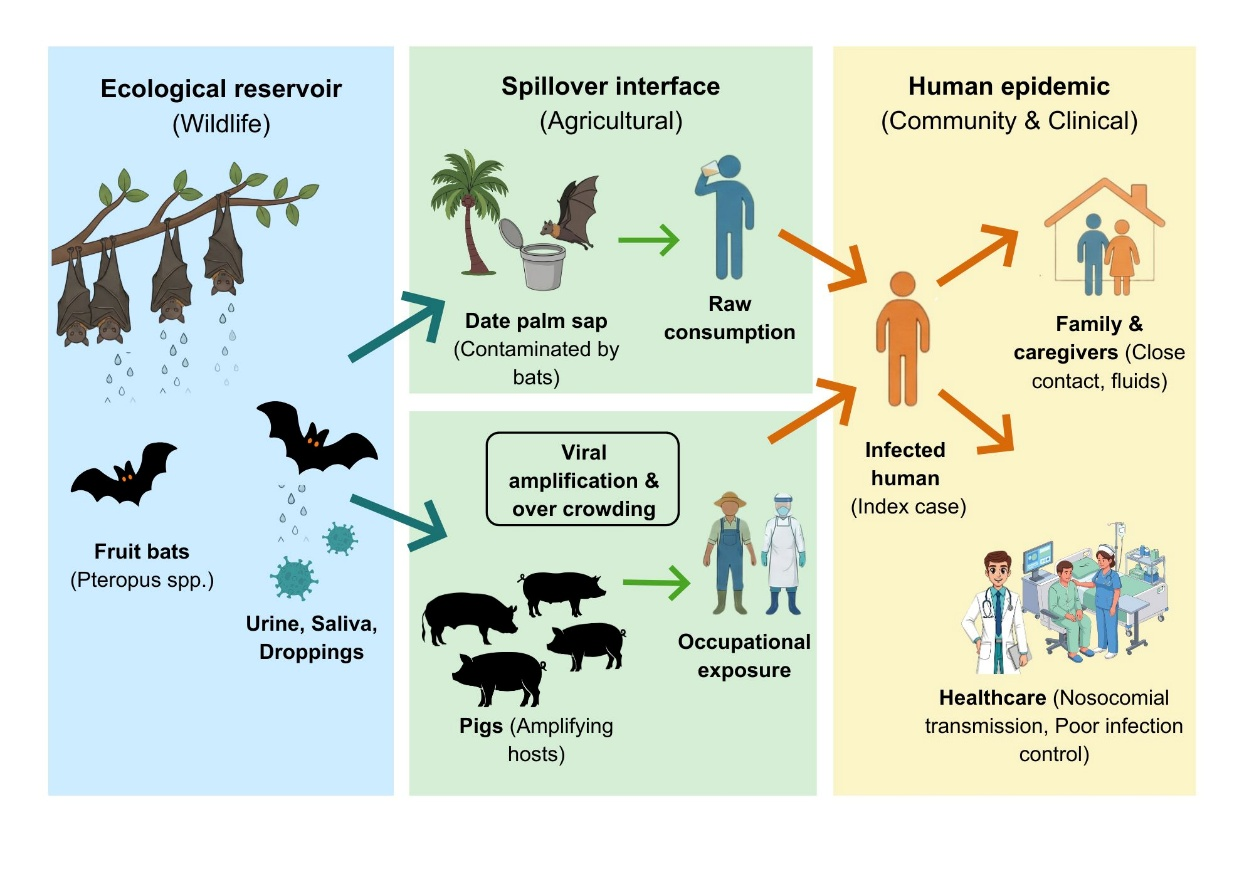 Ecological reservoir
(Wildlife)
Fruit bats
(Pteropus spp.)
Urine, Saliva,
Droppings
Spillover interface
(Agricultural)
Date palm sap
(Contaminated by
bats)
Raw
consumption
Viral
amplification &
over crowding
Pigs (Amplifying
hosts)
Occupational
exposure
Human epidemic
(Community & Clinical)
Infected
human
(Index case)
Family &
caregivers (Close
contact, fluids)
Healthcare (Nosocomial
transmission, Poor infection
control)